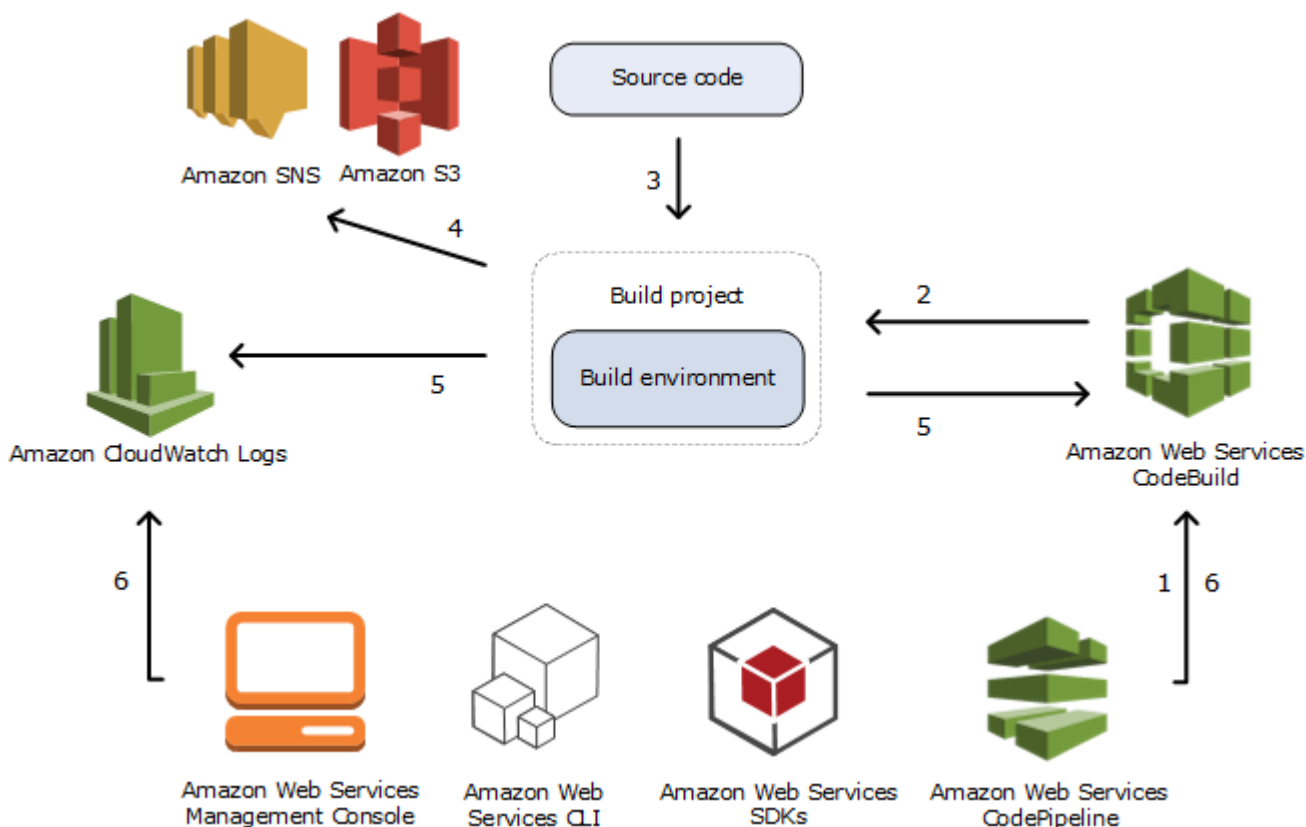 Source code
Amazon SNS
Amazon S3
3
4
Build project
2
Build environment
5
5
Amazon CloudWatch Logs
Amazon Web Services
CodeBuild
6
1
6
Amazon Web Services
Management Console
Amazon Web
Services CLI
Amazon Web Services
SDKs
Amazon Web Services
CodePipeline